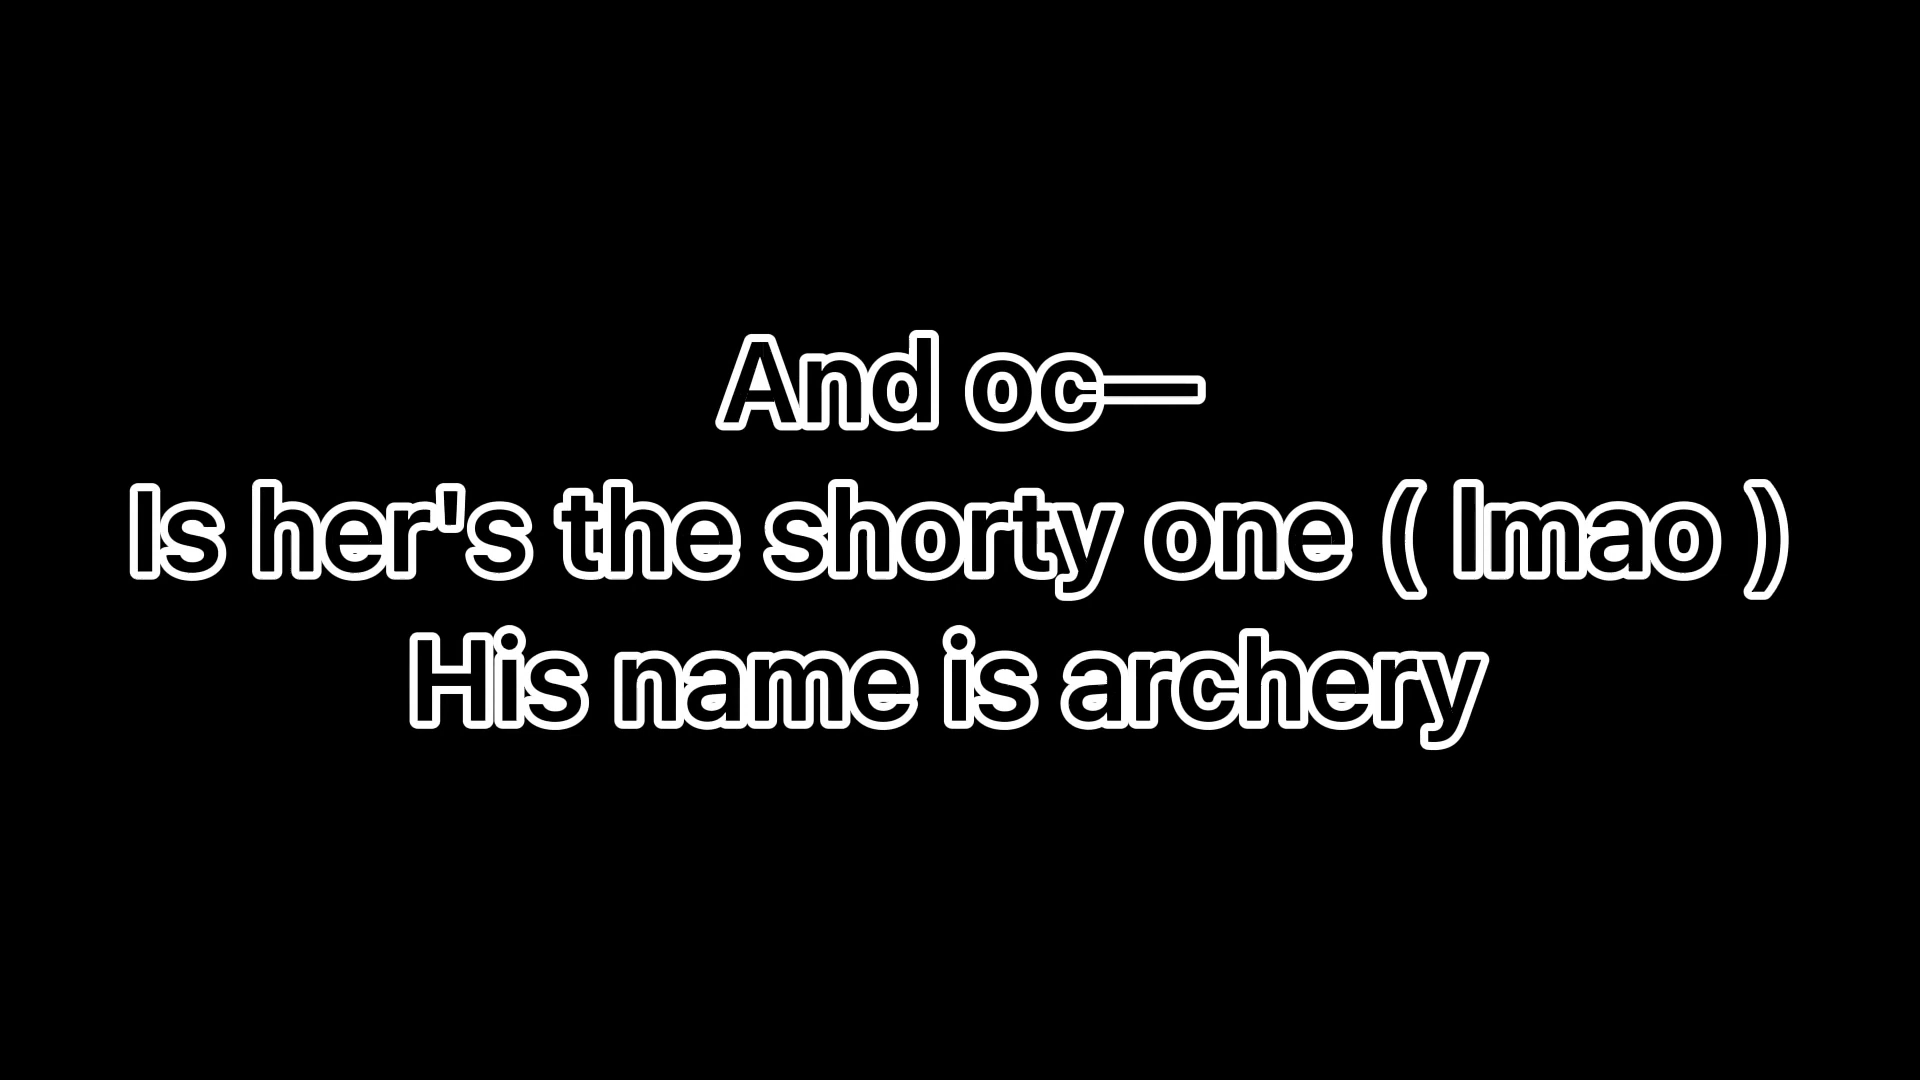 And oc—
Is her's the shorty one ( lmao )
His name is archery